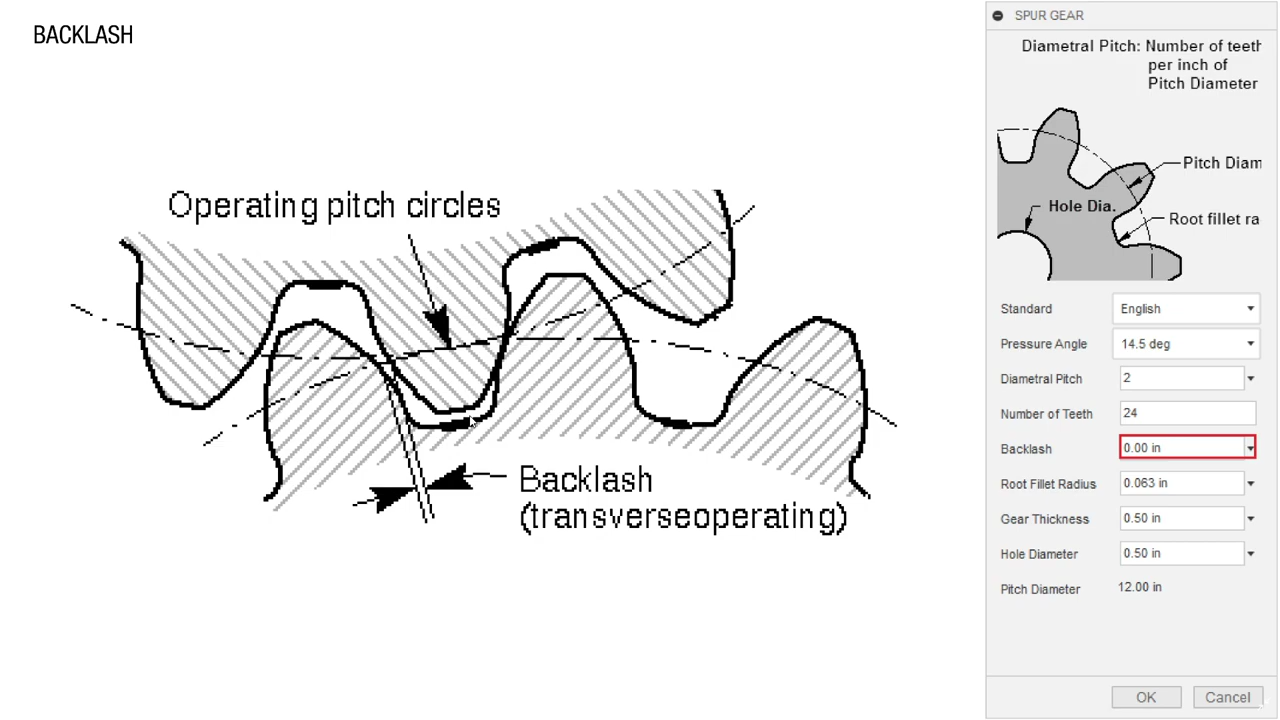 BACKLASH
Operating pitch circles
Backlash
(transverseoperating)
SPUR GEAR
Diametral Pitch: Number of teeth
per inch of
Pitch Diameter
Pitch Diam
Hole Dia.
Root fillet ra
Standard English
Pressure Angle 14.5 deg
Diametral Pitch 2
Number of Teeth 24
Backlash 0.00 in
Root Fillet Radius 0.063 in
Gear Thickness 0.50 in
Hole Diameter 0.50 in
Pitch Diameter 12.00 in
OK Cancel